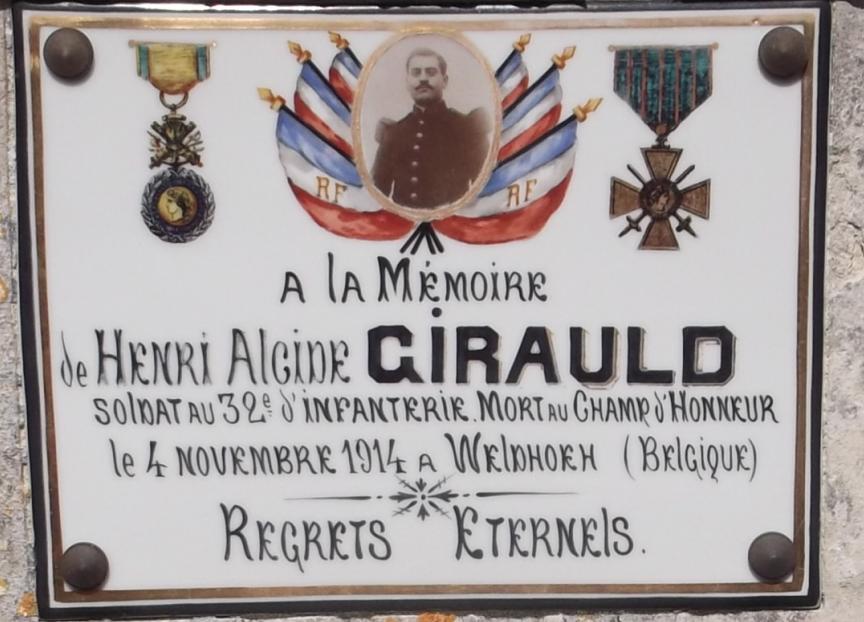 RF RF
A la Mémoire
de Henri Alcide GIRAULD
Soldat au 32e d'Infanterie. Mort au Champ d'Honneur
le 4 Novembre 1914 a Weldhoeh (Belgique)
Regrets Eternels.